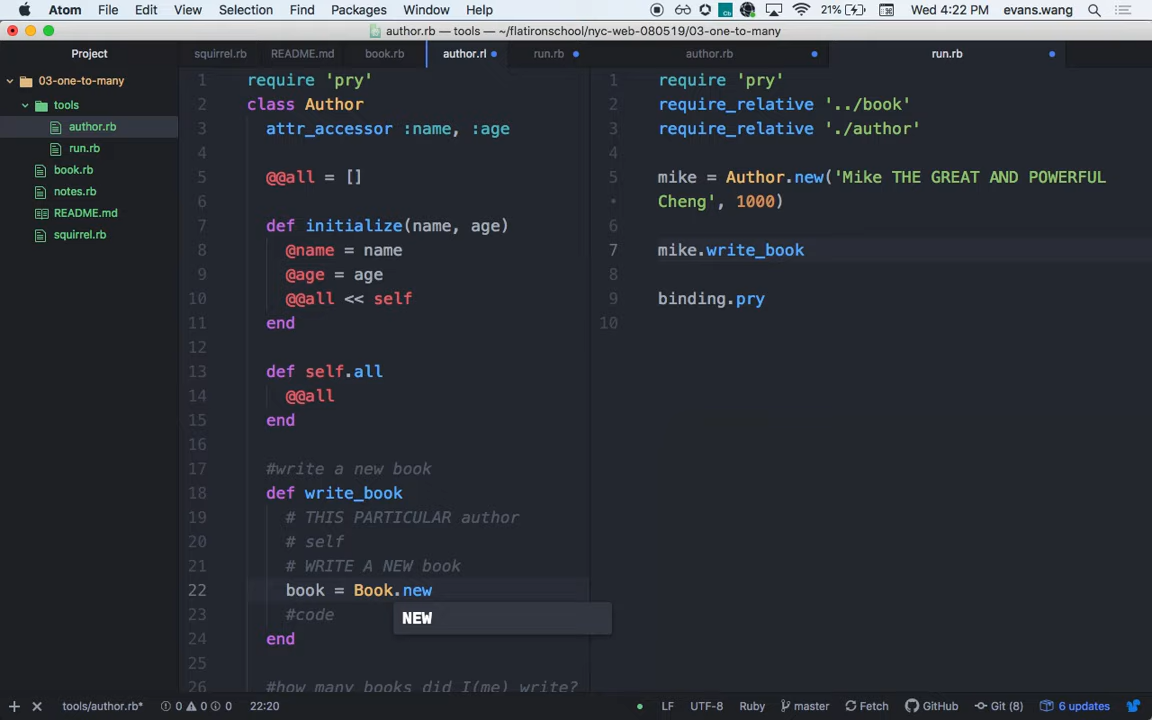 Atom File Edit View Selection Find Packages Window Help 21% Wed 4:22 PM evans.wang
author.rb — tools — ~/flatironschool/nyc-web-080519/03-one-to-many
Project squirrel.rb README.md book.rb author.rl run.rb author.rb run.rb
03-one-to-many
tools
author.rb
run.rb
book.rb
notes.rb
README.md
squirrel.rb
1 require 'pry'
2 class Author
3 attr_accessor :name, :age
4
5 @@all = []
6
7 def initialize(name, age)
8 @name = name
9 @age = age
10 @@all << self
11 end
12
13 def self.all
14 @@all
15 end
16
17 #write a new book
18 def write_book
19 # THIS PARTICULAR author
20 # self
21 # WRITE A NEW book
22 book = Book.new
23 #code
NEW
24 end
25
26 #how many books did I(me) write?
1 require 'pry'
2 require_relative '../book'
3 require_relative './author'
4
5 mike = Author.new('Mike THE GREAT AND POWERFUL
• Cheng', 1000)
6
7 mike.write_book
8
9 binding.pry
10
tools/author.rb* 0 0 0 22:20 LF UTF-8 Ruby master Fetch GitHub Git (8) 6 updates